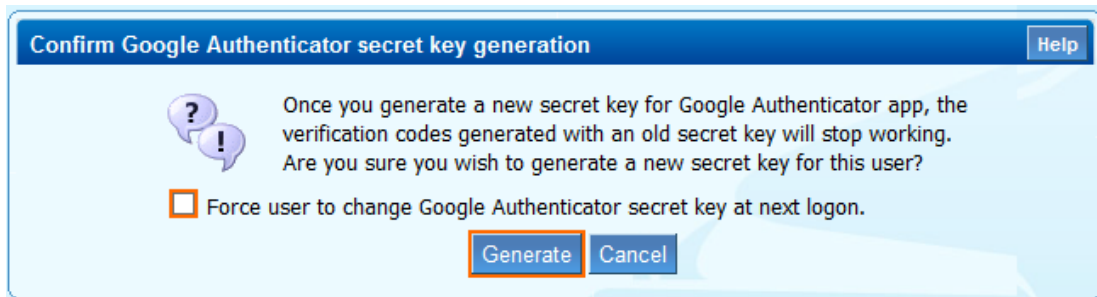 Confirm Google Authenticator secret key generation
Help
Once you generate a new secret key for Google Authenticator app, the
verification codes generated with an old secret key will stop working.
Are you sure you wish to generate a new secret key for this user?
Force user to change Google Authenticator secret key at next logon.
Generate Cancel